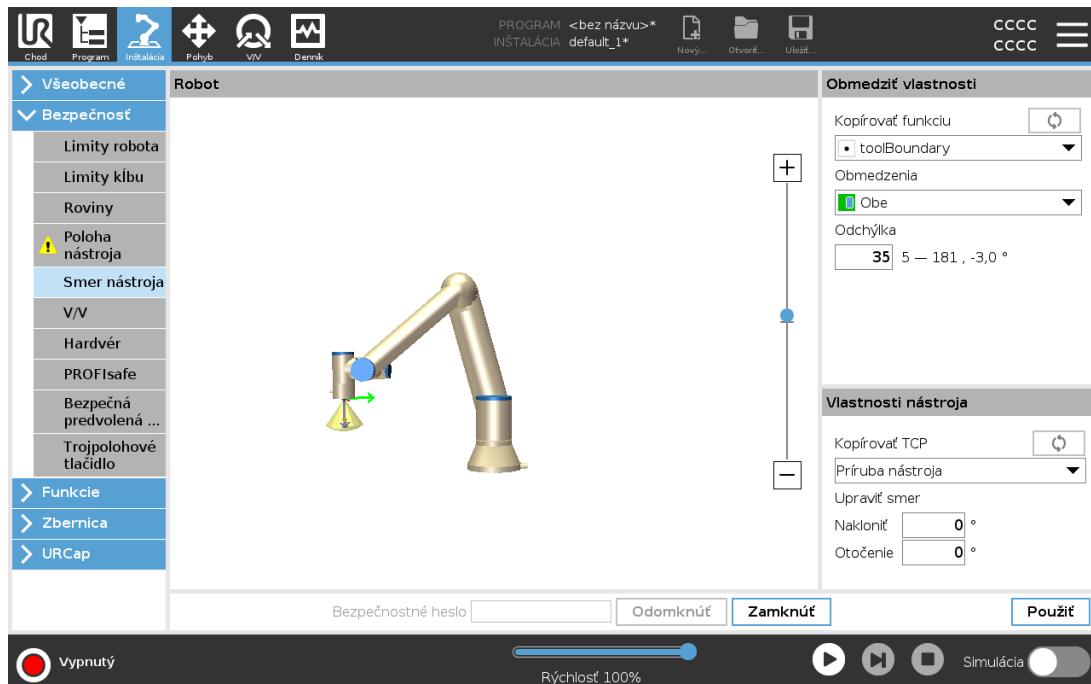 UR
Chod
Program
Inštalácia
Pohyb
V/V
Denník
PROGRAM <bez názvu>*
INŠTALÁCIA default_1*
Nový...
Otvoriť...
Uložiť...
CCCC
CCCC
Všeobecné
Bezpečnosť
Limity robota
Limity kĺbu
Roviny
Poloha
nástroja
Smer nástroja
V/V
Hardvér
PROFIsafe
Bezpečná
predvolená ...
Trojpolohové
tlačidlo
Funkcie
Zbernica
URCap
Robot
Obmedziť vlastnosti
Kopírovať funkciu
toolBoundary
Obmedzenia
Obe
Odchýlka
35 5 — 181 , -3,0 °
Vlastnosti nástroja
Kopírovať TCP
Príruba nástroja
Upraviť smer
Nakloniť 0 °
Otočenie 0 °
Bezpečnostné heslo Odomknúť Zamknúť Použiť
Vypnutý
Rýchlosť 100%
Simulácia